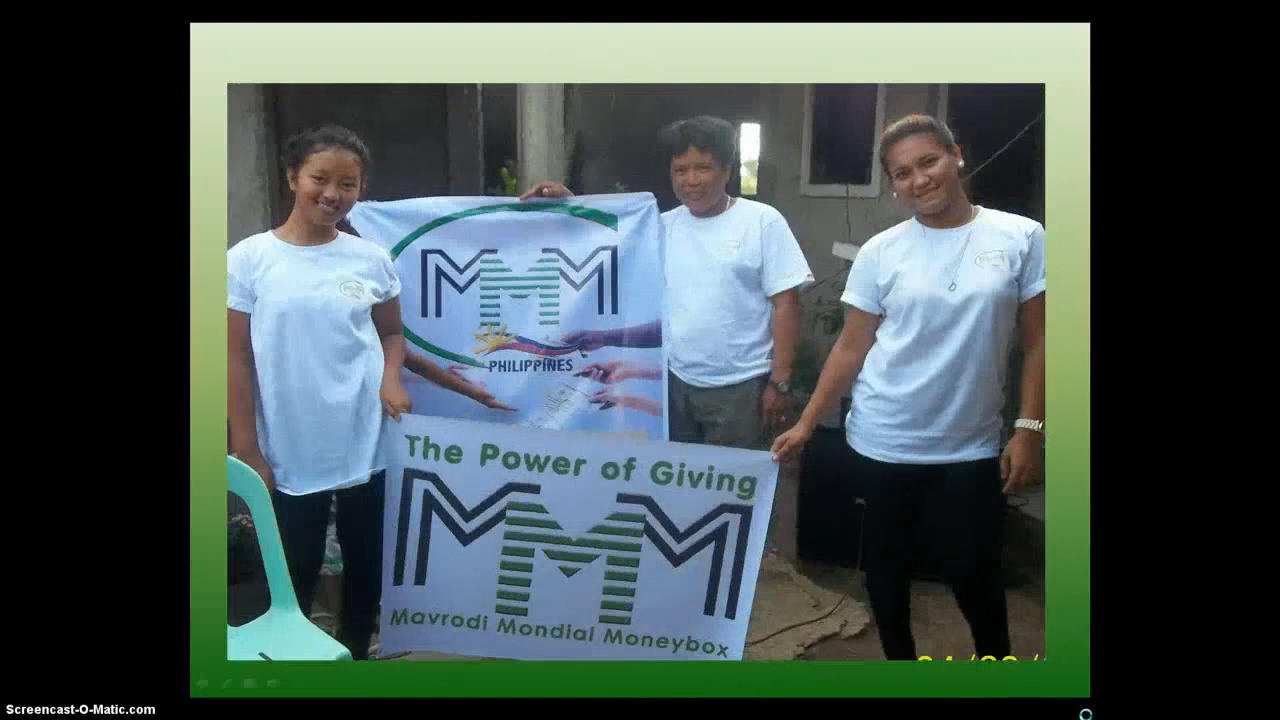 MMM
PHILIPPINES
The Power of Giving
MMM
Mavrodi Mondial Moneybox
Screencast-O-Matic.com